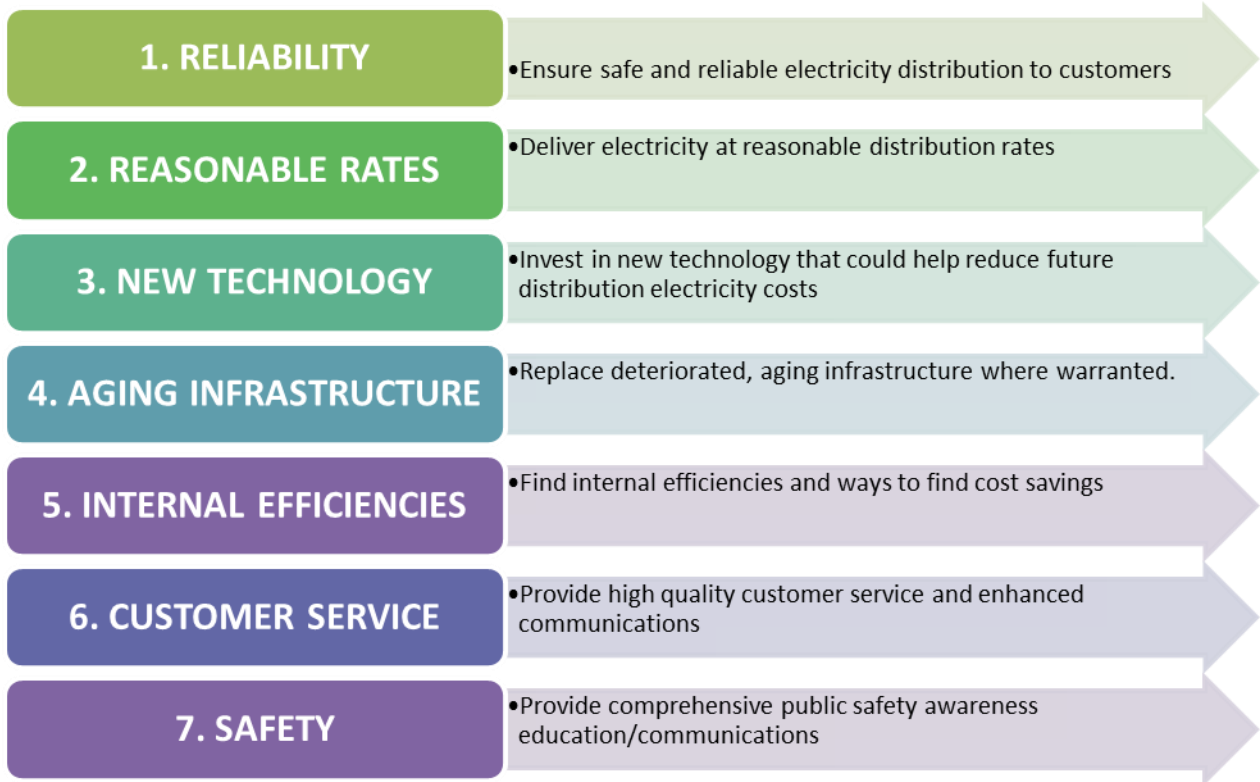 1. RELIABILITY
•Ensure safe and reliable electricity distribution to customers
2. REASONABLE RATES
•Deliver electricity at reasonable distribution rates
3. NEW TECHNOLOGY
•Invest in new technology that could help reduce future
distribution electricity costs
4. AGING INFRASTRUCTURE
•Replace deteriorated, aging infrastructure where warranted.
5. INTERNAL EFFICIENCIES
•Find internal efficiencies and ways to find cost savings
6. CUSTOMER SERVICE
•Provide high quality customer service and enhanced
communications
7. SAFETY
•Provide comprehensive public safety awareness
education/communications